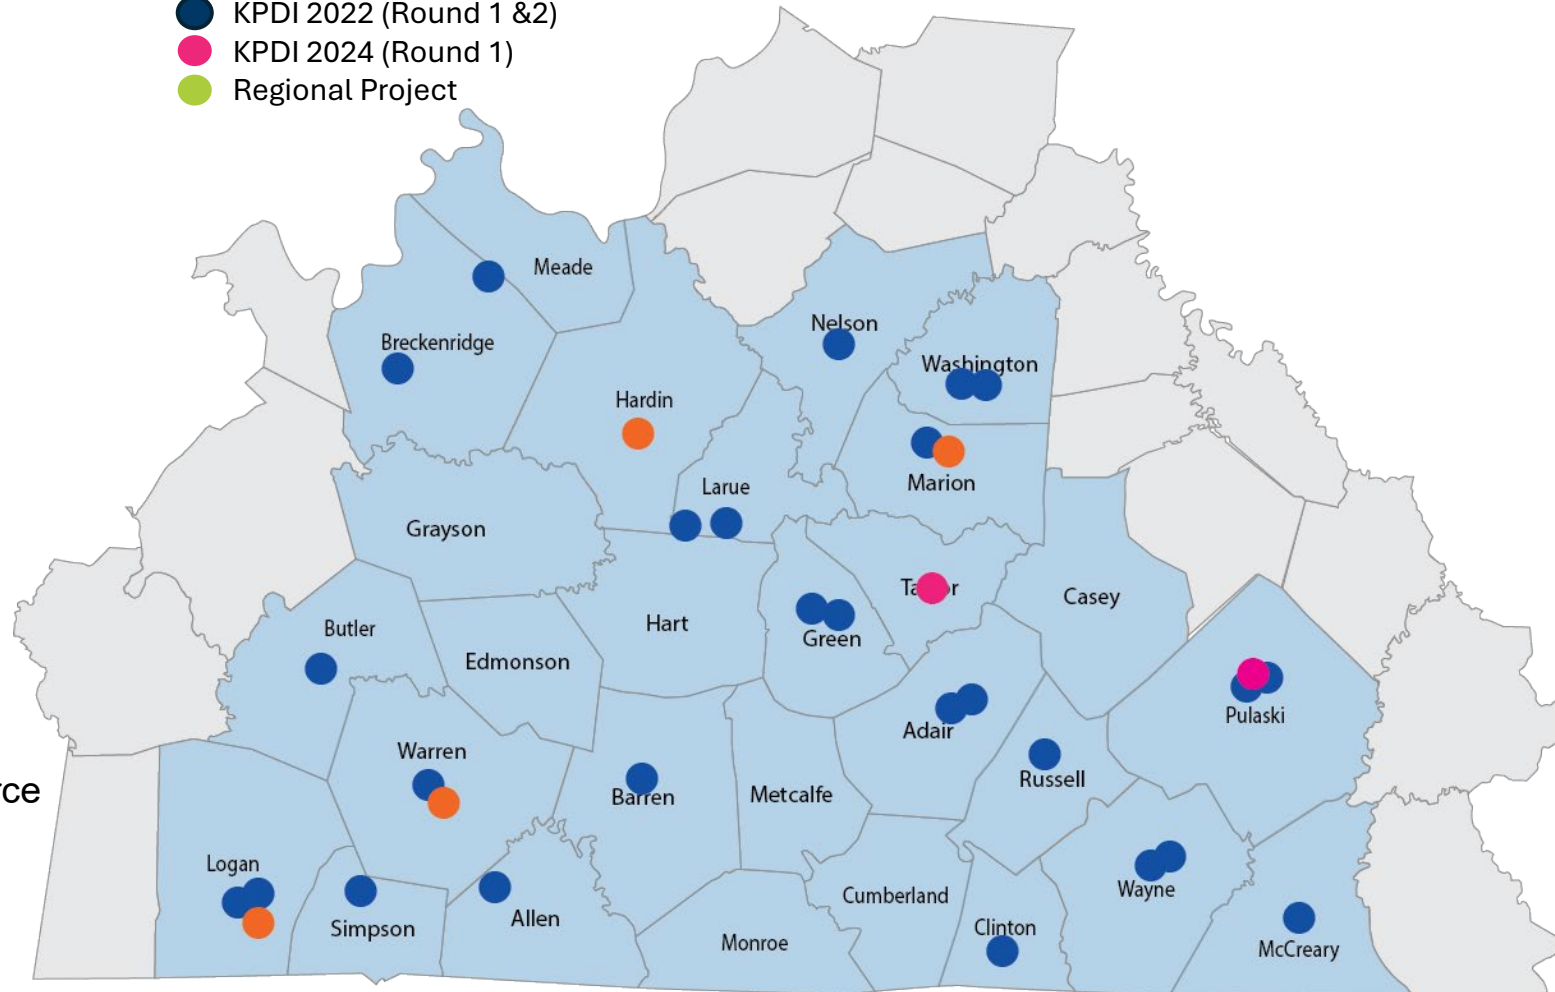 KPDI 2022 (Round 1 &2)
KPDI 2024 (Round 1)
Regional Project
Meade
Nelson
Breckenridge
Washington
Hardin
Marion
Larue
Grayson
Casey
Hart
Butler
Green
Edmonson
Pulaski
Adair
Warren
Russell
Metcalfe
Barren
Logan
Wayne
Cumberland
Allen
Simpson
Clinton
Monroe
McCreary